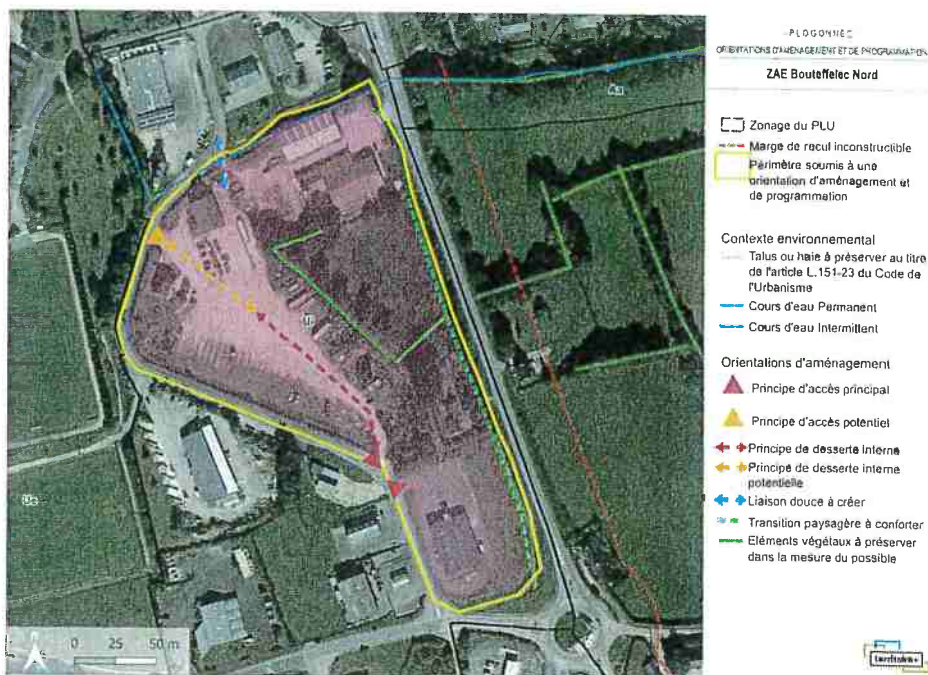 PLOGONNEC
ORIENTATIONS D'AMENAGEMENT ET DE PROGRAMMATION
ZAE Bouteffelec Nord
Zonage du PLU
Marge de recul inconstructible
Périmètre soumis à une
orientation d'aménagement et
de programmation
Contexte environnemental
Talus ou haie à préserver au titre
de l'article L.151-23 du Code de
l'Urbanisme
Cours d'eau Permanent
Cours d'eau Intermittent
Orientations d'aménagement
Principe d'accès principal
Principe d'accès potentiel
Principe de desserte interne
Principe de desserte interne
potentielle
Liaison douce à créer
Transition paysagère à conforter
Eléments végétaux à préserver
dans la mesure du possible
Aa
0 25 50 m
territoire+